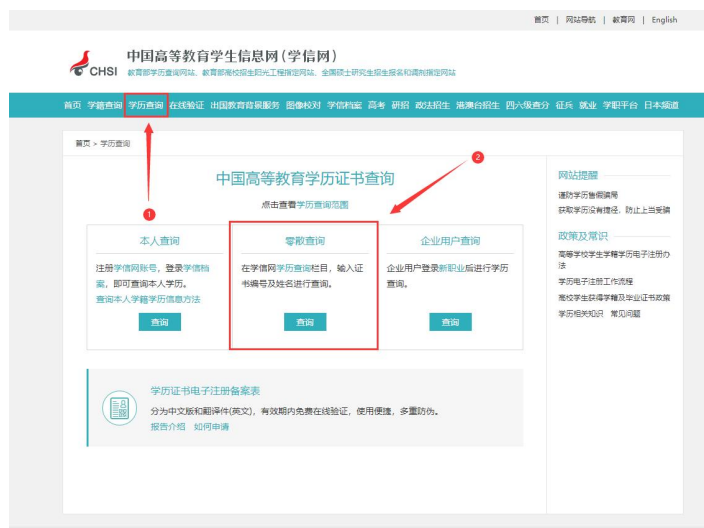 首页 | 网站导航 | 教育网 | English
中国高等教育学生信息网(学信网)
CHSI 教育部学历查询网站、教育部高校招生阳光工程指定网站、全国硕士研究生招生报名和调剂指定网站
首页 学籍查询 学历查询 在线验证 出国教育背景服务 图像校对 学信档案 高考 研招 政法招生 港澳台招生 四六级查分 征兵 就业 学职平台 日本频道
首页 > 学历查询
2
中国高等教育学历证书查询
点击查看学历查询范围
1
本人查询
注册学信网账号，登录学信档
案，即可查询本人学历。
查询本人学籍学历信息方法
查询
零散查询
在学信网学历查询栏目，输入证
书编号及姓名进行查询。
查询
企业用户查询
企业用户登录新职业后进行学历
查询。
查询
学历证书电子注册备案表
分为中文版和翻译件(英文)，有效期内免费在线验证，使用便捷，多重防伪。
报告介绍 如何申请
网站提醒
谨防学历售假骗局
获取学历没有捷径，防止上当受骗
政策及常识
高等学校学生学籍学历电子注册办
法
学历电子注册工作流程
高校学生获得学籍及毕业证书政策
学历相关知识 常见问题